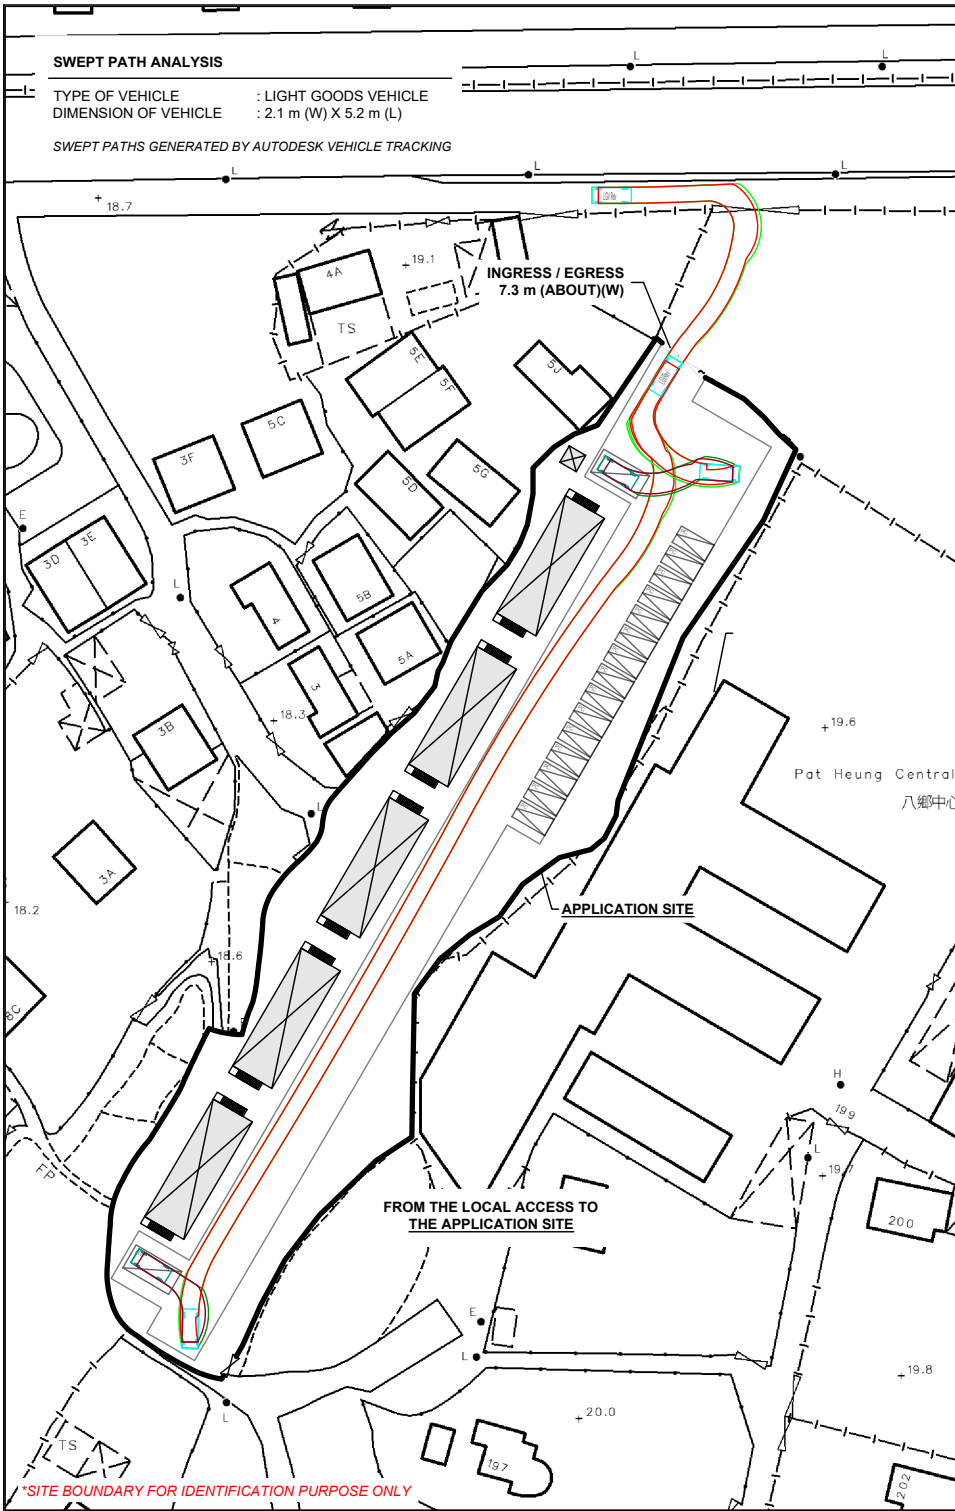 SWEPT PATH ANALYSIS
TYPE OF VEHICLE : LIGHT GOODS VEHICLE
DIMENSION OF VEHICLE : 2.1 m (W) X 5.2 m (L)
SWEPT PATHS GENERATED BY AUTODESK VEHICLE TRACKING
L
L
L
L
L
18.7
19.1
4A
TS
INGRESS / EGRESS
7.3 m (ABOUT)(W)
5E
5F
5J
5C
3F
5G
5D
E
3E
3D
L
5B
4
5A
3
18.3
3B
19.6
Pat Heung Central
八鄉中心
L
3A
APPLICATION SITE
18.2
18.6
8C
H
199
L
19.7
FP
FROM THE LOCAL ACCESS TO
THE APPLICATION SITE
200
E
L
19.8
L
20.0
TS
197
202
*SITE BOUNDARY FOR IDENTIFICATION PURPOSE ONLY